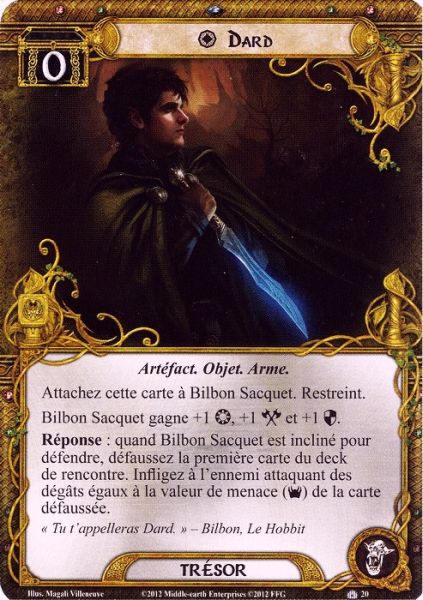 Dard
0
Artéfact. Objet. Arme.
Attachez cette carte à Bilbon Sacquet. Restreint.
Bilbon Sacquet gagne +1 , +1 et +1 .
Réponse : quand Bilbon Sacquet est incliné pour
défendre, défaussez la première carte du deck
de rencontre. Infligez à l'ennemi attaquant des
dégâts égaux à la valeur de menace ( ) de la carte
défaussée.
« Tu t'appelleras Dard. » – Bilbon, Le Hobbit
TRÉSOR
Illus. Magali Villeneuve ©2012 Middle-earth Enterprises ©2012 FFG 20